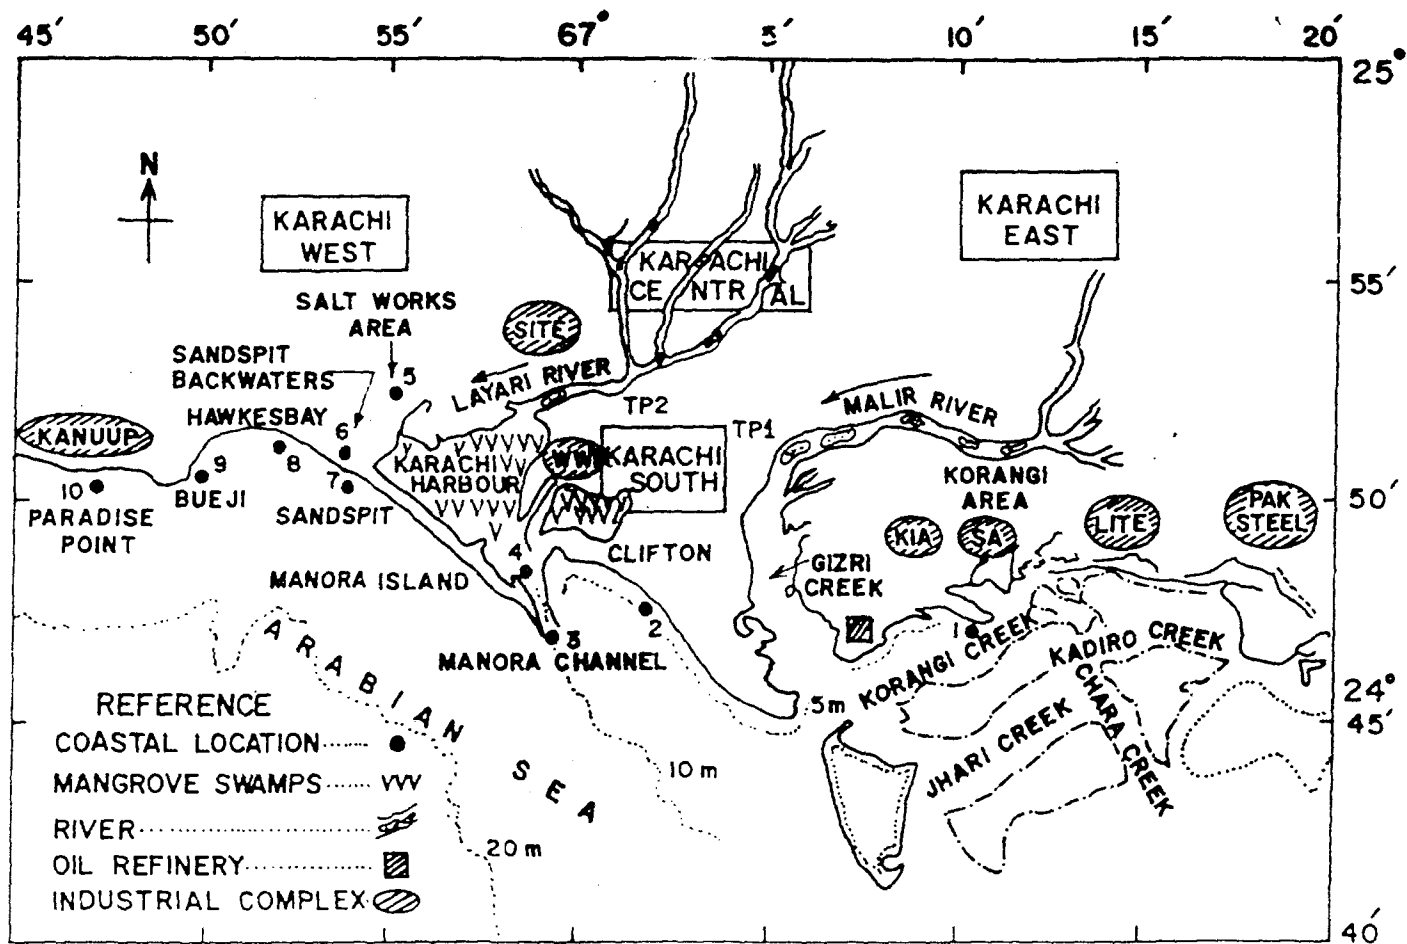 45′ 50′ 55′ 67° 5′ 10′ 15′ 20′
25°
N
KARACHI
WEST
KARACHI
EAST
KARACHI
CENTRAL
55′
SALT WORKS
AREA
SITE
SANDSPIT
BACKWATERS
5
LAYARI RIVER
MALIR RIVER
TP2
TP1
HAWKESBAY
KANUUP
6
8
9
7
10
KARACHI
HARBOUR
WW
KARACHI
SOUTH
KORANGI
AREA
50′
BUEJI
SANDSPIT
PARADISE
POINT
KIA
SA
LITE
PAK
STEEL
CLIFTON
4
GIZRI
CREEK
MANORA ISLAND
2
1
3
MANORA CHANNEL
KORANGI CREEK
KADIRO CREEK
CHARA CREEK
JHARI CREEK
ARABIAN SEA
5m
10 m
20 m
24°
45′
REFERENCE
COASTAL LOCATION
MANGROVE SWAMPS
RIVER
OIL REFINERY
INDUSTRIAL COMPLEX
40′